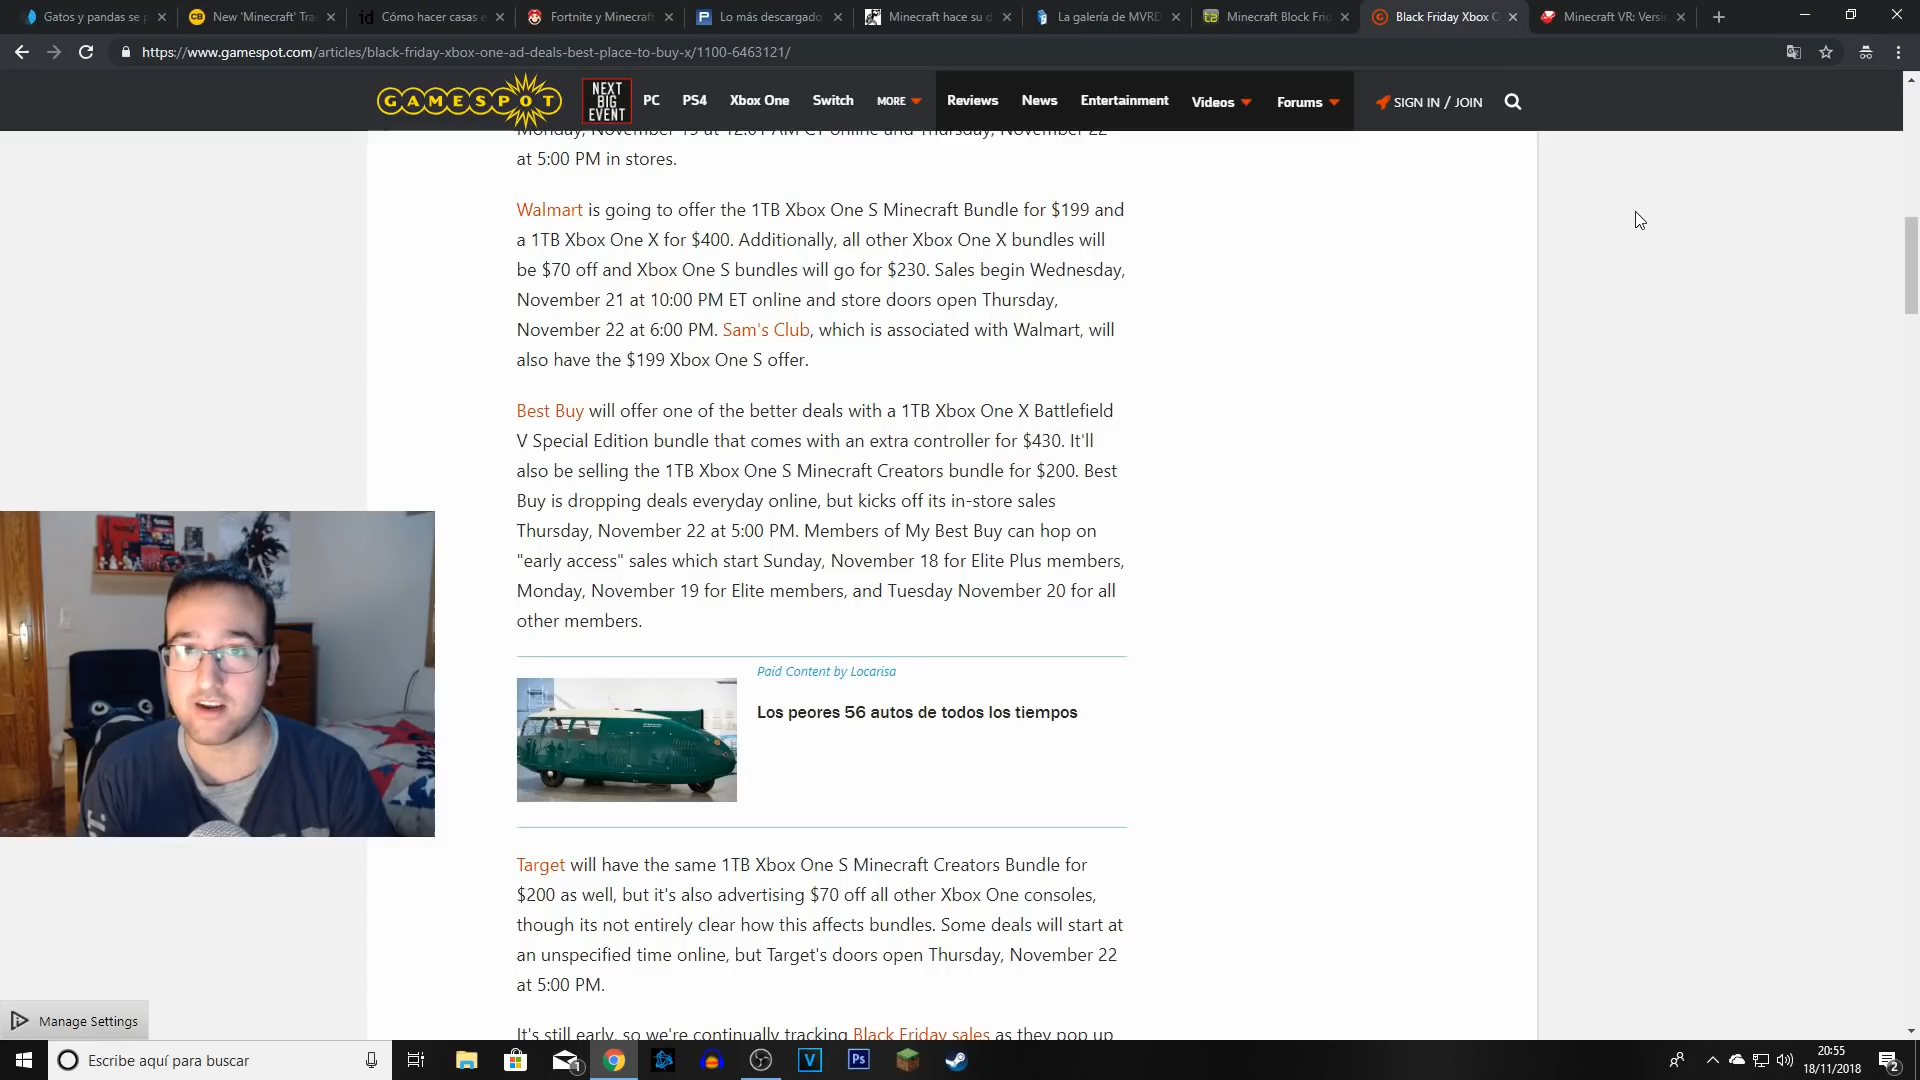 Gatos y pandas se p
New 'Minecraft' Tra
Cómo hacer casas e
Fortnite y Minecraft
Lo más descargado
Minecraft hace su d
La galería de MVRD
Minecraft Block Frid
Black Friday Xbox O
Minecraft VR: Versi
https://www.gamespot.com/articles/black-friday-xbox-one-ad-deals-best-place-to-buy-x/1100-6463121/
GAMESPOT
NEXT
BIG
EVENT
PC PS4 Xbox One Switch MORE Reviews News Entertainment Videos Forums SIGN IN / JOIN
at 5:00 PM in stores.
Walmart is going to offer the 1TB Xbox One S Minecraft Bundle for $199 and
a 1TB Xbox One X for $400. Additionally, all other Xbox One X bundles will
be $70 off and Xbox One S bundles will go for $230. Sales begin Wednesday,
November 21 at 10:00 PM ET online and store doors open Thursday,
November 22 at 6:00 PM. Sam's Club, which is associated with Walmart, will
also have the $199 Xbox One S offer.
Best Buy will offer one of the better deals with a 1TB Xbox One X Battlefield
V Special Edition bundle that comes with an extra controller for $430. It'll
also be selling the 1TB Xbox One S Minecraft Creators bundle for $200. Best
Buy is dropping deals everyday online, but kicks off its in-store sales
Thursday, November 22 at 5:00 PM. Members of My Best Buy can hop on
"early access" sales which start Sunday, November 18 for Elite Plus members,
Monday, November 19 for Elite members, and Tuesday November 20 for all
other members.
Paid Content by Locarisa
Los peores 56 autos de todos los tiempos
Target will have the same 1TB Xbox One S Minecraft Creators Bundle for
$200 as well, but it's also advertising $70 off all other Xbox One consoles,
though its not entirely clear how this affects bundles. Some deals will start at
an unspecified time online, but Target's doors open Thursday, November 22
at 5:00 PM.
It's still early, so we're continually tracking Black Friday sales as they pop up
Manage Settings
Escribe aquí para buscar
20:55
18/11/2018